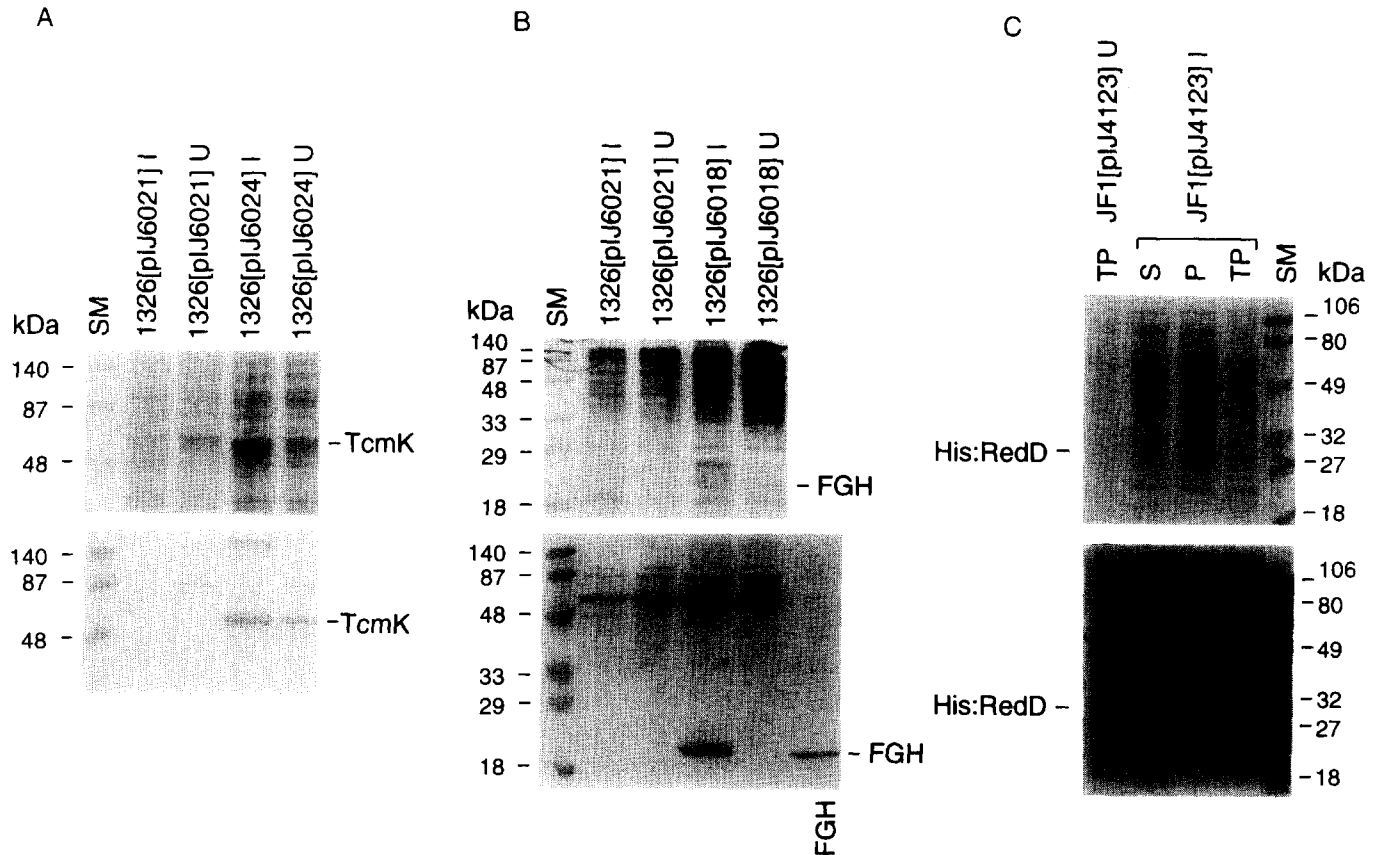 A
kDa
SM
1326[pIJ6021] I
1326[pIJ6021] U
1326[pIJ6024] I
1326[pIJ6024] U
140
87
48
TcmK
140
87
48
TcmK
B
kDa
SM
1326[pIJ6021] I
1326[pIJ6021] U
1326[pIJ6018] I
1326[pIJ6018] U
140
87
48
33
29
18
FGH
140
87
48
33
29
18
FGH
FGH
C
JF1[pIJ4123] U
JF1[pIJ4123] I
TP
S
P
TP
SM
kDa
106
80
49
32
27
18
His:RedD
106
80
49
32
27
18
His:RedD